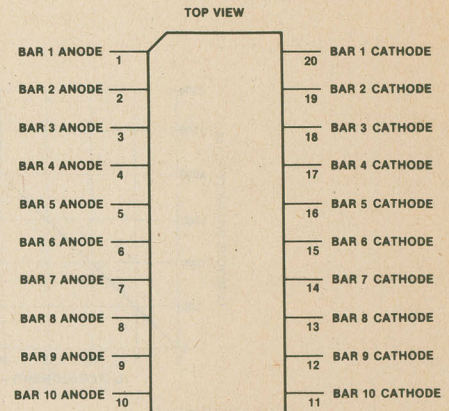 TOP VIEW
BAR 1 ANODE 1 20 BAR 1 CATHODE
BAR 2 ANODE 2 19 BAR 2 CATHODE
BAR 3 ANODE 3 18 BAR 3 CATHODE
BAR 4 ANODE 4 17 BAR 4 CATHODE
BAR 5 ANODE 5 16 BAR 5 CATHODE
BAR 6 ANODE 6 15 BAR 6 CATHODE
BAR 7 ANODE 7 14 BAR 7 CATHODE
BAR 8 ANODE 8 13 BAR 8 CATHODE
BAR 9 ANODE 9 12 BAR 9 CATHODE
BAR 10 ANODE 10 11 BAR 10 CATHODE